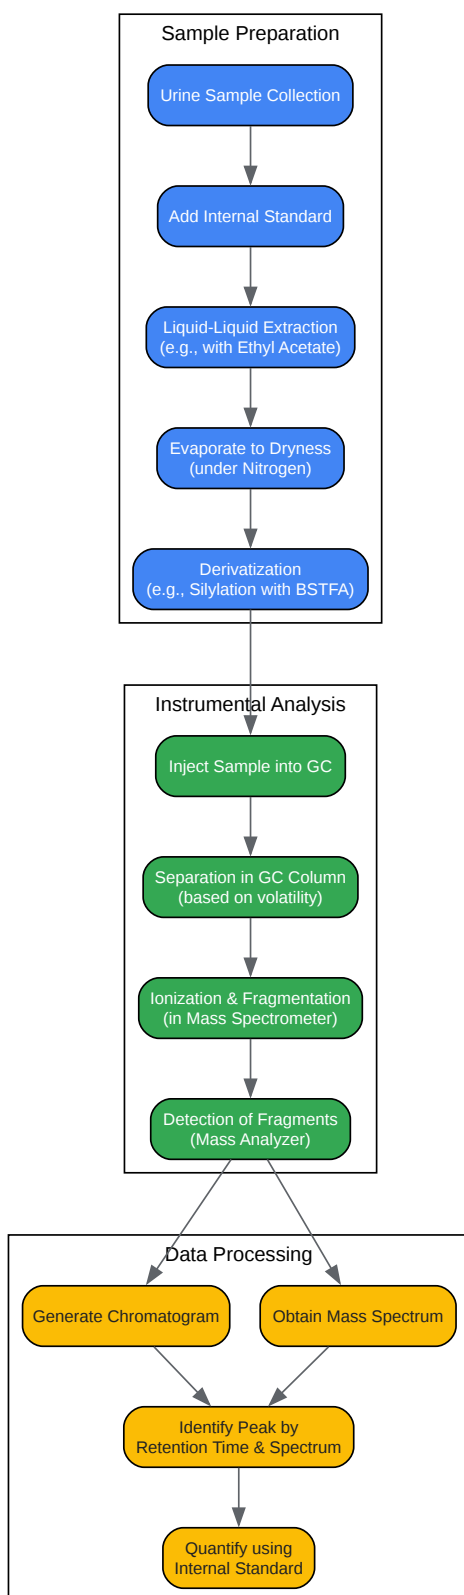 Sample Preparation
Urine Sample Collection
Add Internal Standard
Liquid-Liquid Extraction
(e.g., with Ethyl Acetate)
Evaporate to Dryness
(under Nitrogen)
Derivatization
(e.g., Silylation with BSTFA)
Instrumental Analysis
Inject Sample into GC
Separation in GC Column
(based on volatility)
Ionization & Fragmentation
(in Mass Spectrometer)
Detection of Fragments
(Mass Analyzer)
Data Processing
Generate Chromatogram
Obtain Mass Spectrum
Identify Peak by
Retention Time & Spectrum
Quantify using
Internal Standard